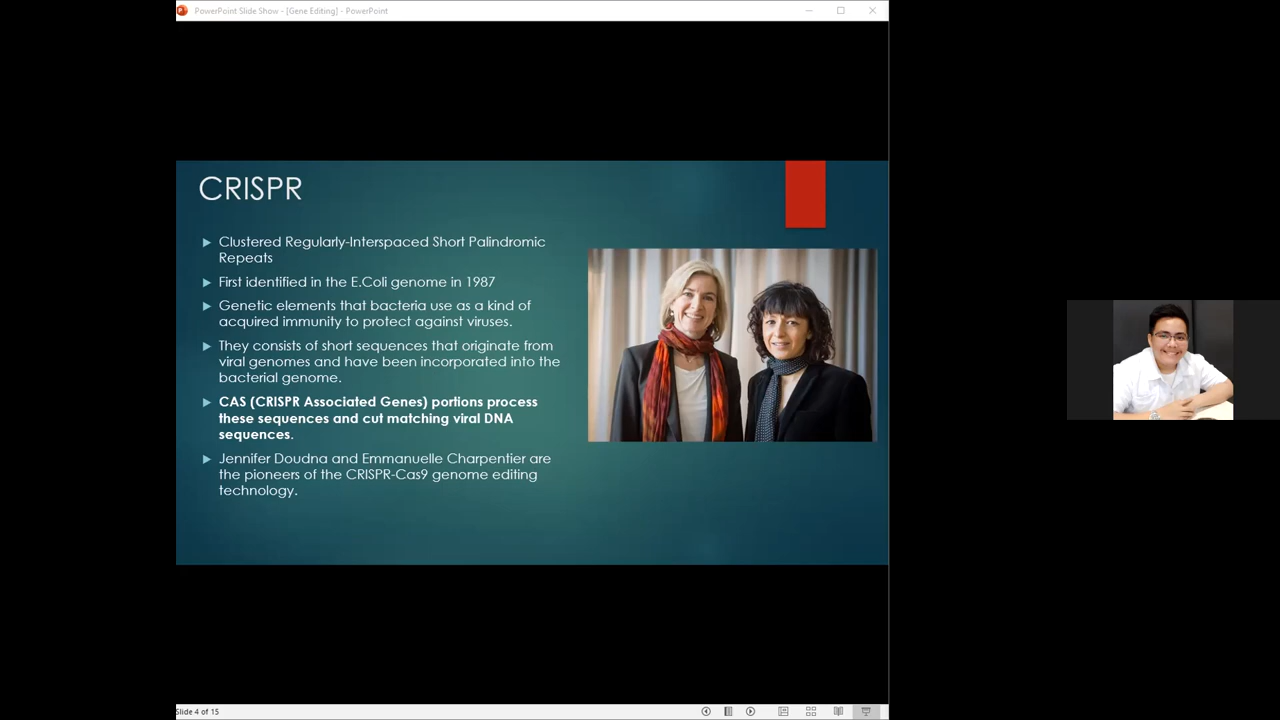 PowerPoint Slide Show - [Gene Editing] - PowerPoint
CRISPR
Clustered Regularly-Interspaced Short Palindromic
Repeats
First identified in the E.Coli genome in 1987
Genetic elements that bacteria use as a kind of
acquired immunity to protect against viruses.
They consists of short sequences that originate from
viral genomes and have been incorporated into the
bacterial genome.
CAS (CRISPR Associated Genes) portions process
these sequences and cut matching viral DNA
sequences.
Jennifer Doudna and Emmanuelle Charpentier are
the pioneers of the CRISPR-Cas9 genome editing
technology.
Slide 4 of 15